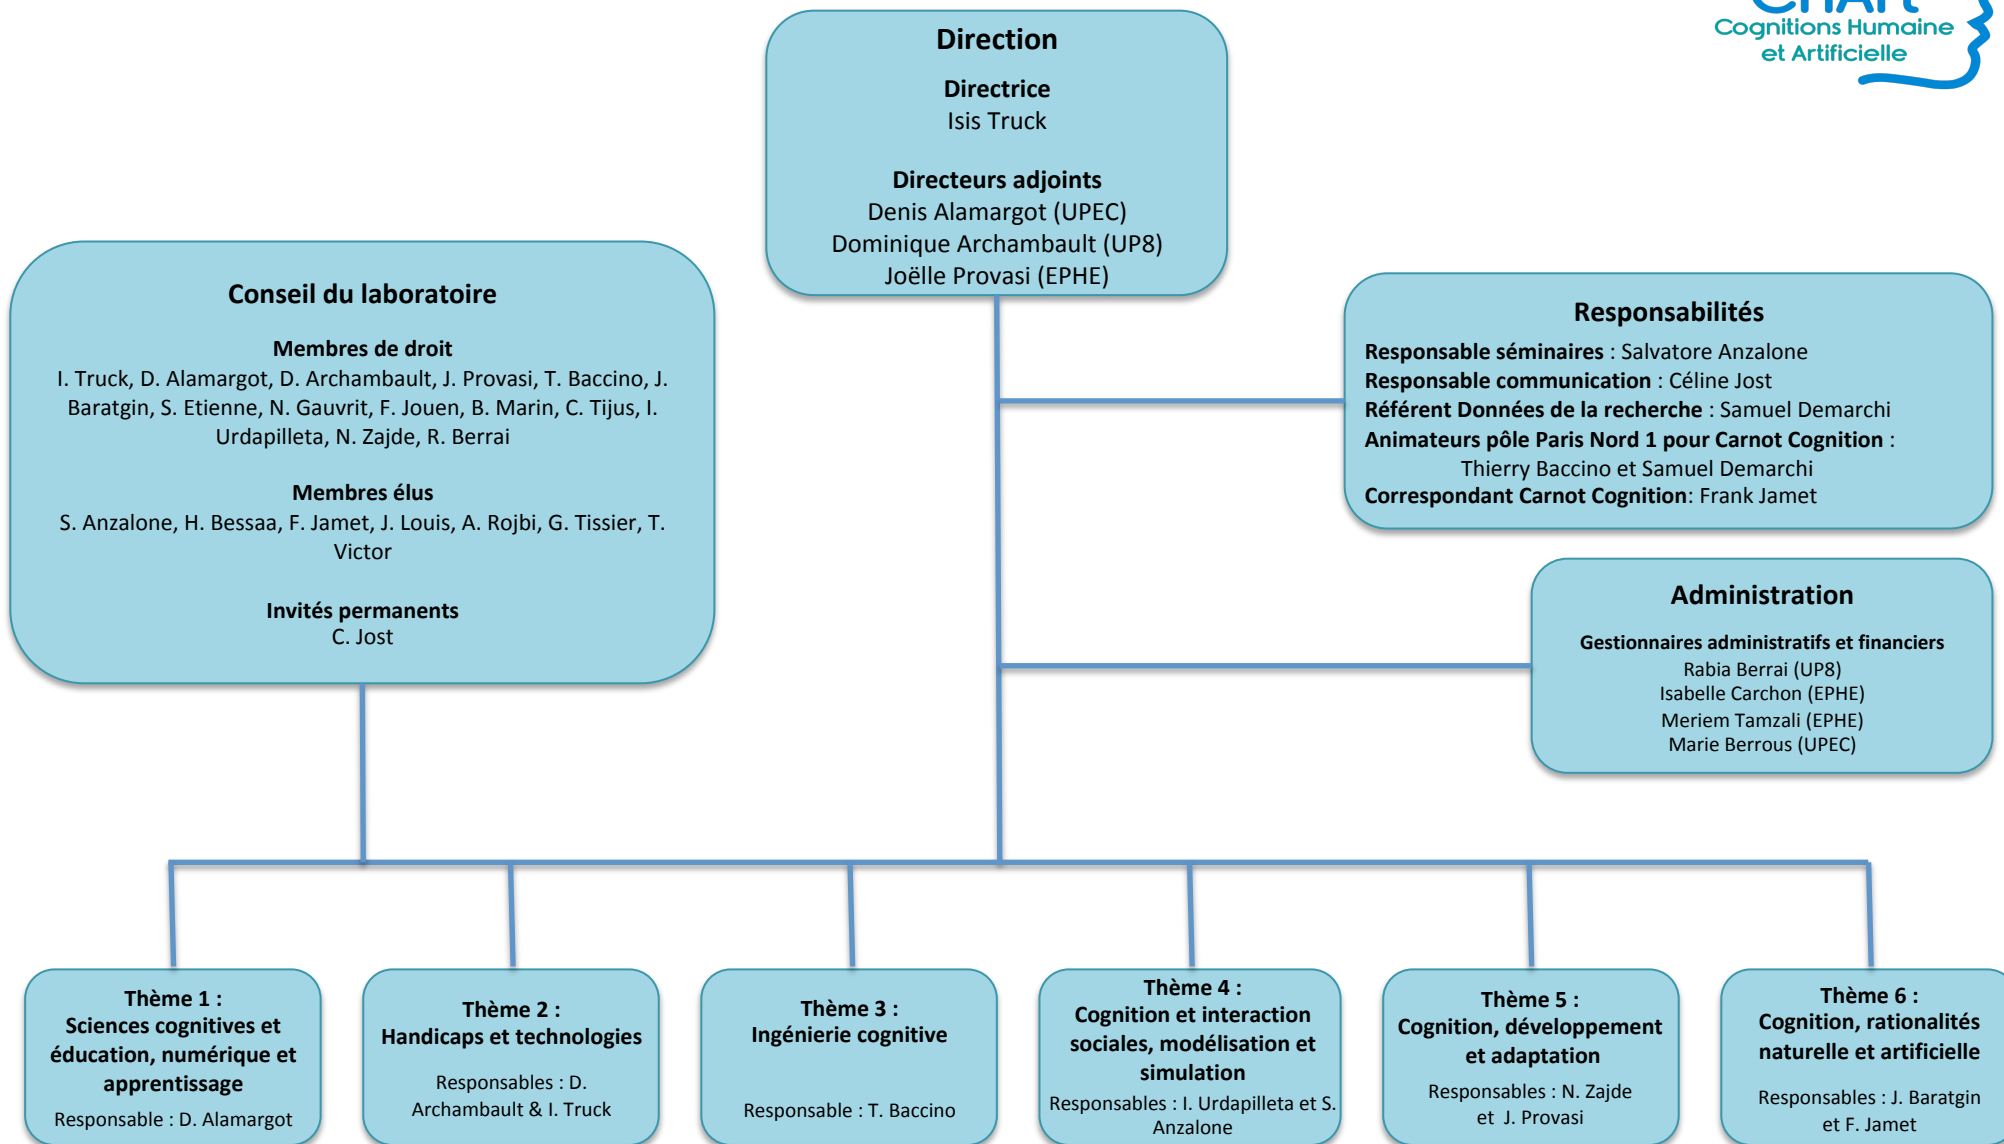 CHArt
Cognitions Humaine
et Artificielle
Direction
Directrice
Isis Truck
Directeurs adjoints
Denis Alamargot (UPEC)
Dominique Archambault (UP8)
Joëlle Provasi (EPHE)
Conseil du laboratoire
Membres de droit
I. Truck, D. Alamargot, D. Archambault, J. Provasi, T. Baccino, J.
Baratgin, S. Etienne, N. Gauvrit, F. Jouen, B. Marin, C. Tijus, I.
Urdapilleta, N. Zajde, R. Berrai
Membres élus
S. Anzalone, H. Bessaa, F. Jamet, J. Louis, A. Rojbi, G. Tissier, T.
Victor
Invités permanents
C. Jost
Responsabilités
Responsable séminaires : Salvatore Anzalone
Responsable communication : Céline Jost
Référent Données de la recherche : Samuel Demarchi
Animateurs pôle Paris Nord 1 pour Carnot Cognition :
Thierry Baccino et Samuel Demarchi
Correspondant Carnot Cognition: Frank Jamet
Administration
Gestionnaires administratifs et financiers
Rabia Berrai (UP8)
Isabelle Carchon (EPHE)
Meriem Tamzali (EPHE)
Marie Berrous (UPEC)
Thème 1 :
Sciences cognitives et
éducation, numérique et
apprentissage
Responsable : D. Alamargot
Thème 2 :
Handicaps et technologies
Responsables : D.
Archambault & I. Truck
Thème 3 :
Ingénierie cognitive
Responsable : T. Baccino
Thème 4 :
Cognition et interaction
sociales, modélisation et
simulation
Responsables : I. Urdapilleta et S.
Anzalone
Thème 5 :
Cognition, développement
et adaptation
Responsables : N. Zajde
et J. Provasi
Thème 6 :
Cognition, rationalités
naturelle et artificielle
Responsables : J. Baratgin
et F. Jamet